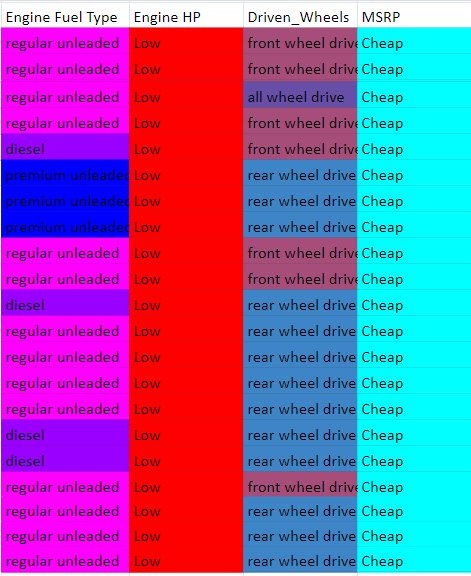 Engine Fuel Type Engine HP Driven_Wheels MSRP
regular unleaded Low front wheel drive Cheap
regular unleaded Low front wheel drive Cheap
regular unleaded Low all wheel drive Cheap
regular unleaded Low front wheel drive Cheap
diesel Low front wheel drive Cheap
premium unleaded Low rear wheel drive Cheap
premium unleaded Low rear wheel drive Cheap
premium unleaded Low rear wheel drive Cheap
regular unleaded Low front wheel drive Cheap
regular unleaded Low front wheel drive Cheap
diesel Low rear wheel drive Cheap
regular unleaded Low rear wheel drive Cheap
regular unleaded Low rear wheel drive Cheap
regular unleaded Low rear wheel drive Cheap
regular unleaded Low rear wheel drive Cheap
diesel Low rear wheel drive Cheap
diesel Low rear wheel drive Cheap
regular unleaded Low front wheel drive Cheap
regular unleaded Low rear wheel drive Cheap
regular unleaded Low rear wheel drive Cheap
regular unleaded Low rear wheel drive Cheap